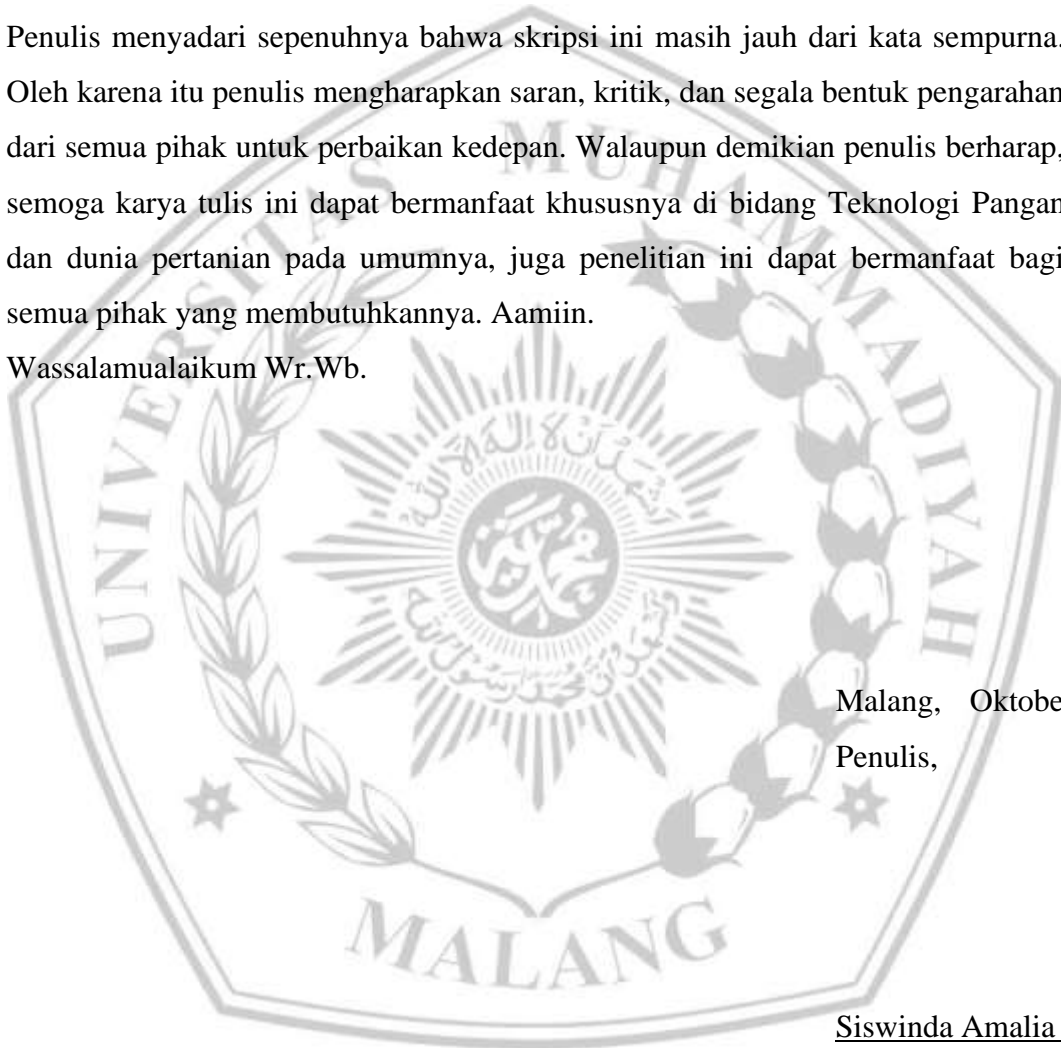 Penulis menyadari sepenuhnya bahwa skripsi ini masih jauh dari kata sempurna.
Oleh karena itu penulis mengharapkan saran, kritik, dan segala bentuk pengarahan
dari semua pihak untuk perbaikan kedepan. Walaupun demikian penulis berharap,
semoga karya tulis ini dapat bermanfaat khususnya di bidang Teknologi Pangan
dan dunia pertanian pada umumnya, juga penelitian ini dapat bermanfaat bagi
semua pihak yang membutuhkannya. Aamiin.
Wassalamualaikum Wr.Wb.
UNIVERSITAS MUHAMMADIYAH
MALANG
Malang, Oktobe
Penulis,
Siswinda Amalia